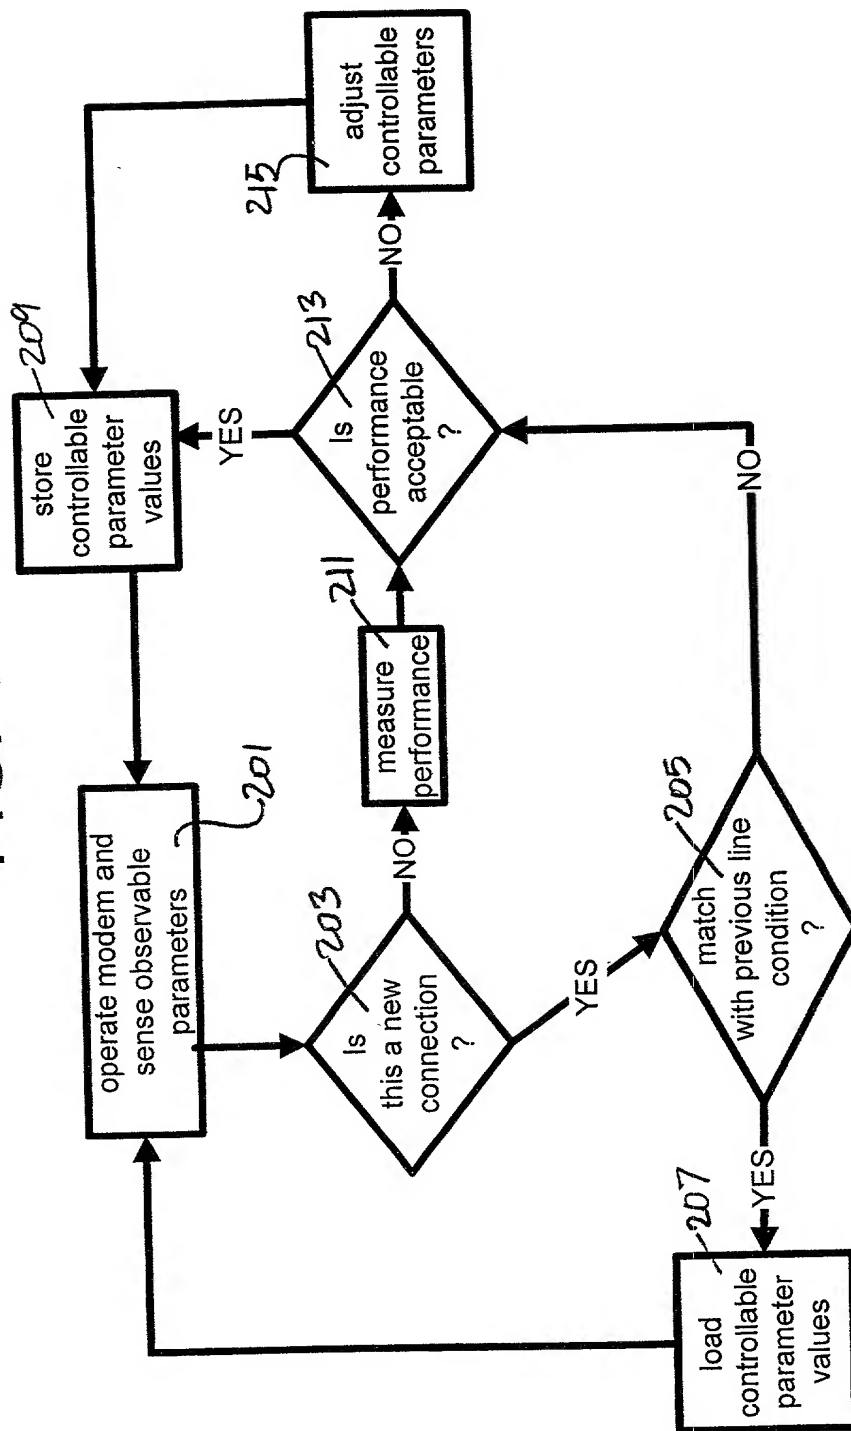 operate modem and
sense observable
parameters
201
store
controllable
parameter
values
209
Is
this a new
connection
?
203
NO
YES
measure
performance
211
Is
performance
acceptable
?
213
YES
NO
adjust
controllable
parameters
215
match
with previous line
condition
?
205
NO
YES
load
controllable
parameter
values
207